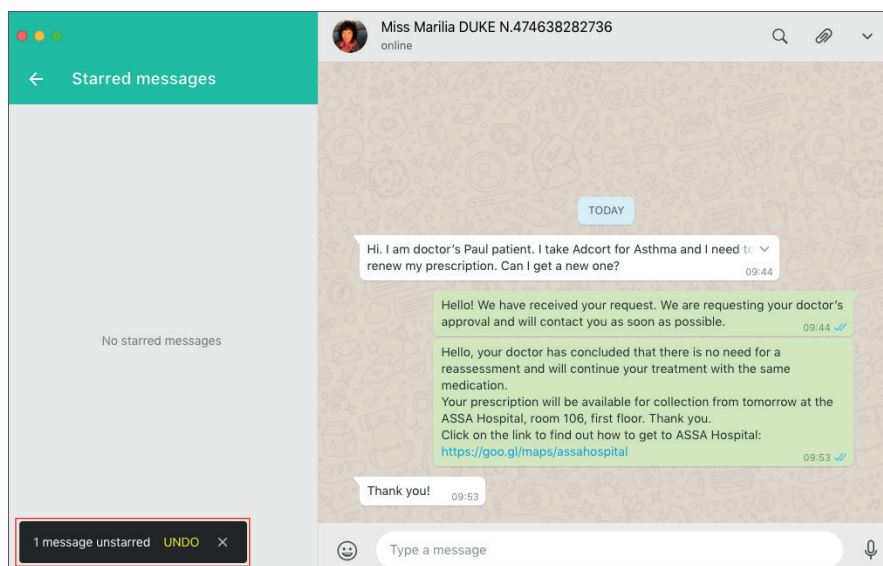 Miss Marilia DUKE N.474638282736
online
Starred messages
TODAY
Hi. I am doctor's Paul patient. I take Adcort for Asthma and I need to
renew my prescription. Can I get a new one?
09:44
Hello! We have received your request. We are requesting your doctor's
approval and will contact you as soon as possible.
09:44
No starred messages
Hello, your doctor has concluded that there is no need for a
reassessment and will continue your treatment with the same
medication.
Your prescription will be available for collection from tomorrow at the
ASSA Hospital, room 106, first floor. Thank you.
Click on the link to find out how to get to ASSA Hospital:
https://goo.gl/maps/assahospital
09:53
Thank you!
09:53
1 message unstarred UNDO
Type a message